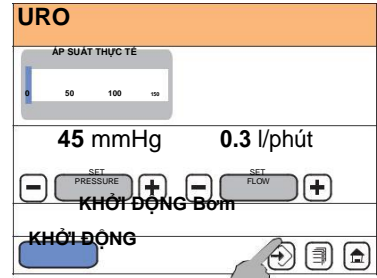 URO
ÁP SUẤT THỰC TẾ
0 50 100 150
45 mmHg 0.3 l/phút
SET PRESSURE SET FLOW
KHỞI ĐỘNG Bơm
KHỞI ĐỘNG